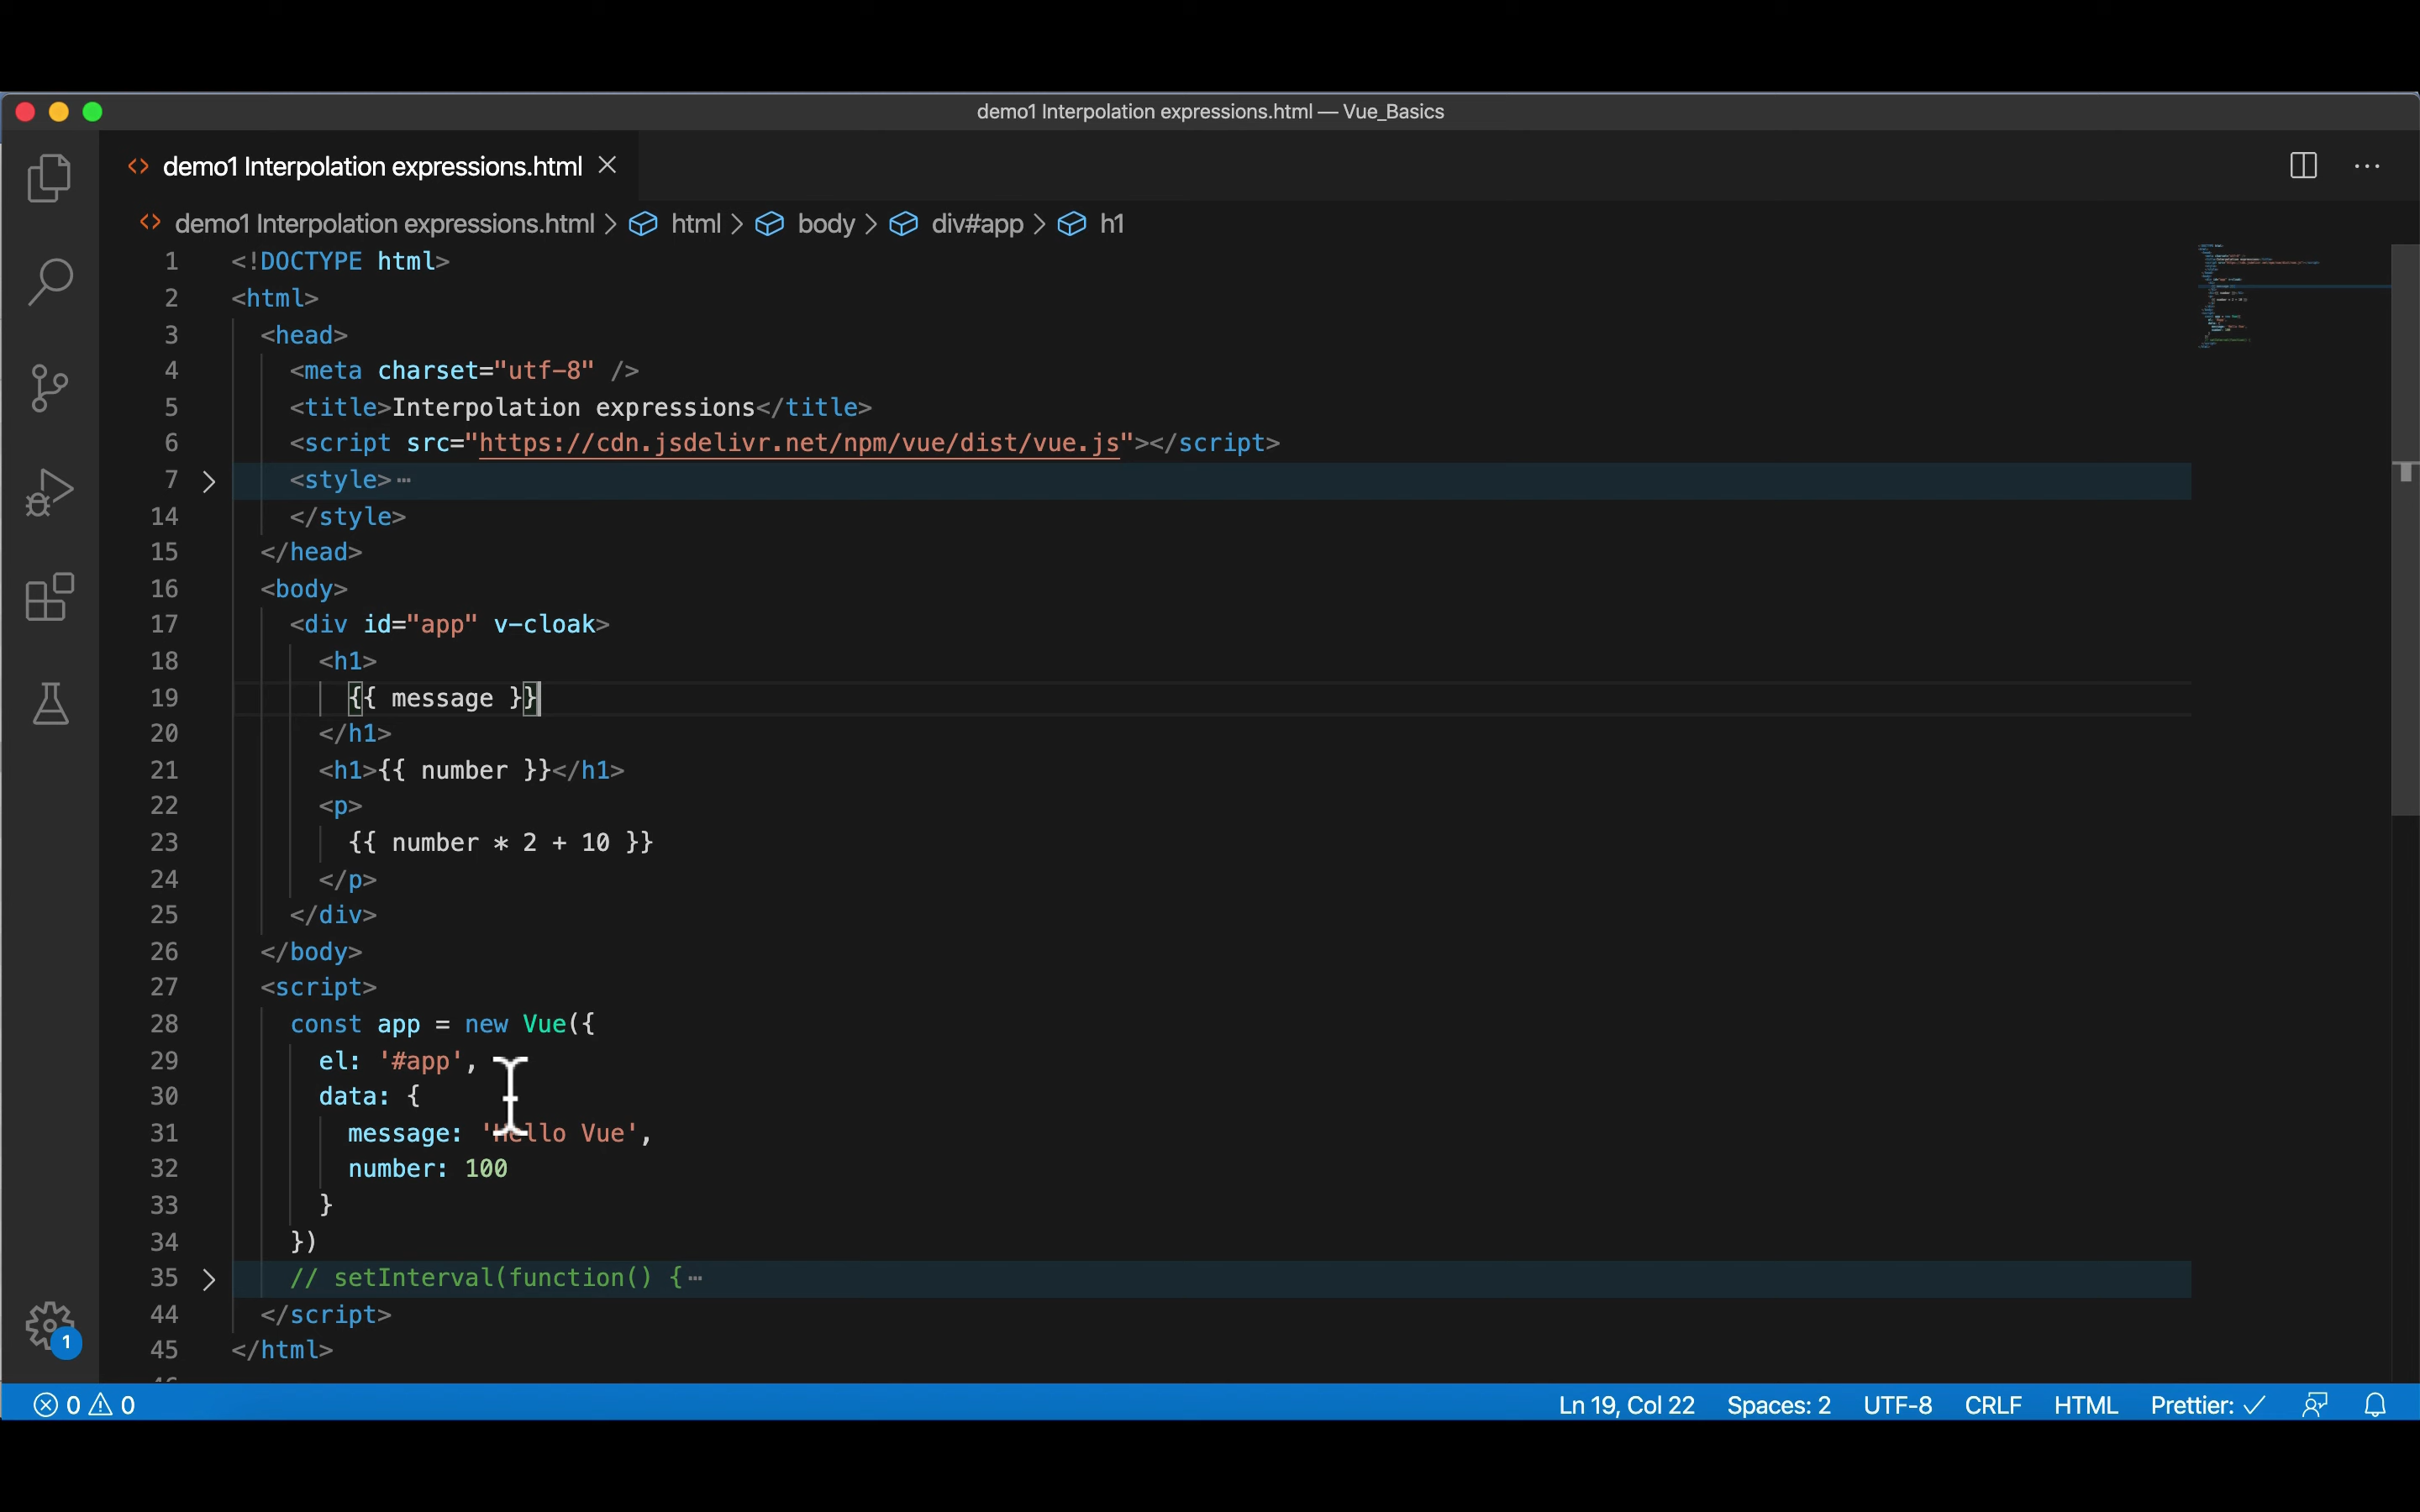 demo1 Interpolation expressions.html — Vue_Basics
demo1 Interpolation expressions.html
demo1 Interpolation expressions.html > html > body > div#app > h1
1 <!DOCTYPE html>
2 <html>
3 <head>
4 <meta charset="utf-8" />
5 <title>Interpolation expressions</title>
6 <script src="https://cdn.jsdelivr.net/npm/vue/dist/vue.js"></script>
7 <style>…
14 </style>
15 </head>
16 <body>
17 <div id="app" v-cloak>
18 <h1>
19 {{ message }}
20 </h1>
21 <h1>{{ number }}</h1>
22 <p>
23 {{ number * 2 + 10 }}
24 </p>
25 </div>
26 </body>
27 <script>
28 const app = new Vue({
29 el: '#app',
30 data: {
31 message: 'Hello Vue',
32 number: 100
33 }
34 })
35 // setInterval(function() {…
44 </script>
45 </html>
1
0 0 Ln 19, Col 22 Spaces: 2 UTF-8 CRLF HTML Prettier: ✓